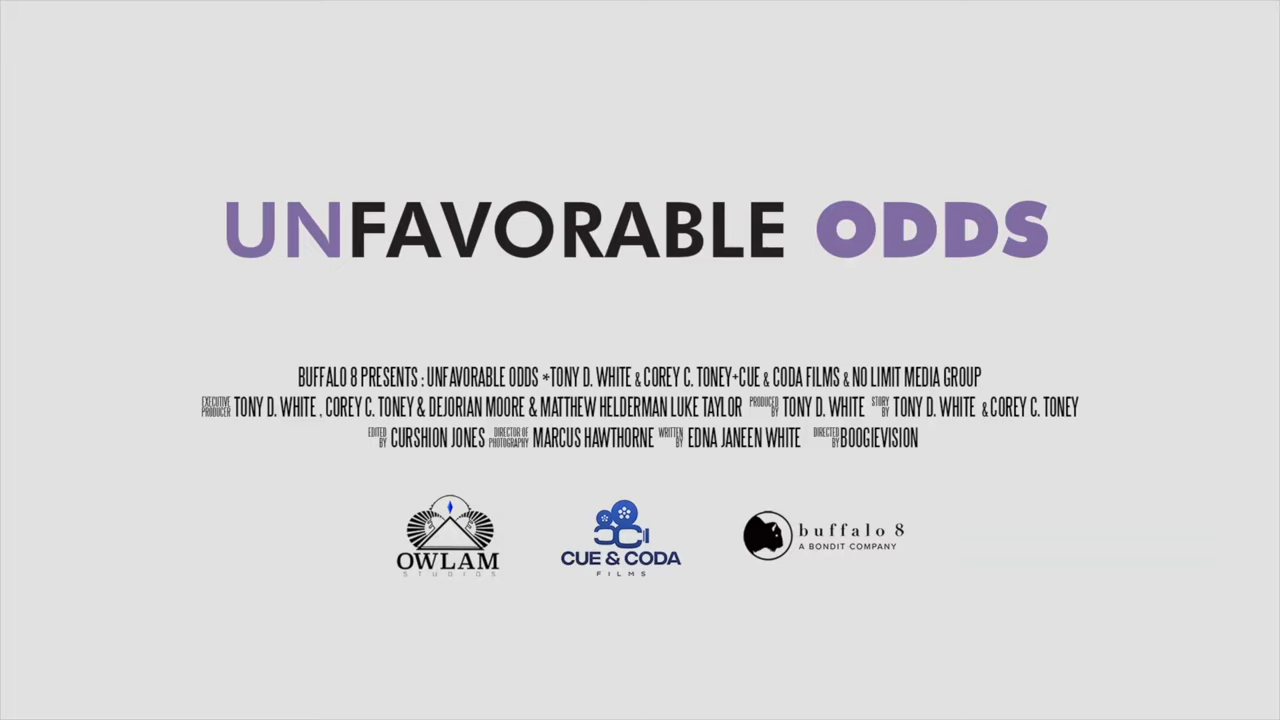 UNFAVORABLE ODDS
BUFFALO 8 PRESENTS : UNFAVORABLE ODDS *TONY D. WHITE & COREY C. TONEY+CUE & CODA FILMS & NO LIMIT MEDIA GROUP
EXECUTIVE PRODUCER TONY D. WHITE , COREY C. TONEY & DEJORIAN MOORE & MATTHEW HELDERMAN LUKE TAYLOR PRODUCED BY TONY D. WHITE STORY BY TONY D. WHITE & COREY C. TONEY
EDITED BY CURSHION JONES DIRECTOR OF PHOTOGRAPHY MARCUS HAWTHORNE WRITTEN BY EDNA JANEEN WHITE DIRECTED BY BOOGIEVISION
OWLAM
STUDIOS
CUE & CODA
FILMS
buffalo 8
A BONDIT COMPANY